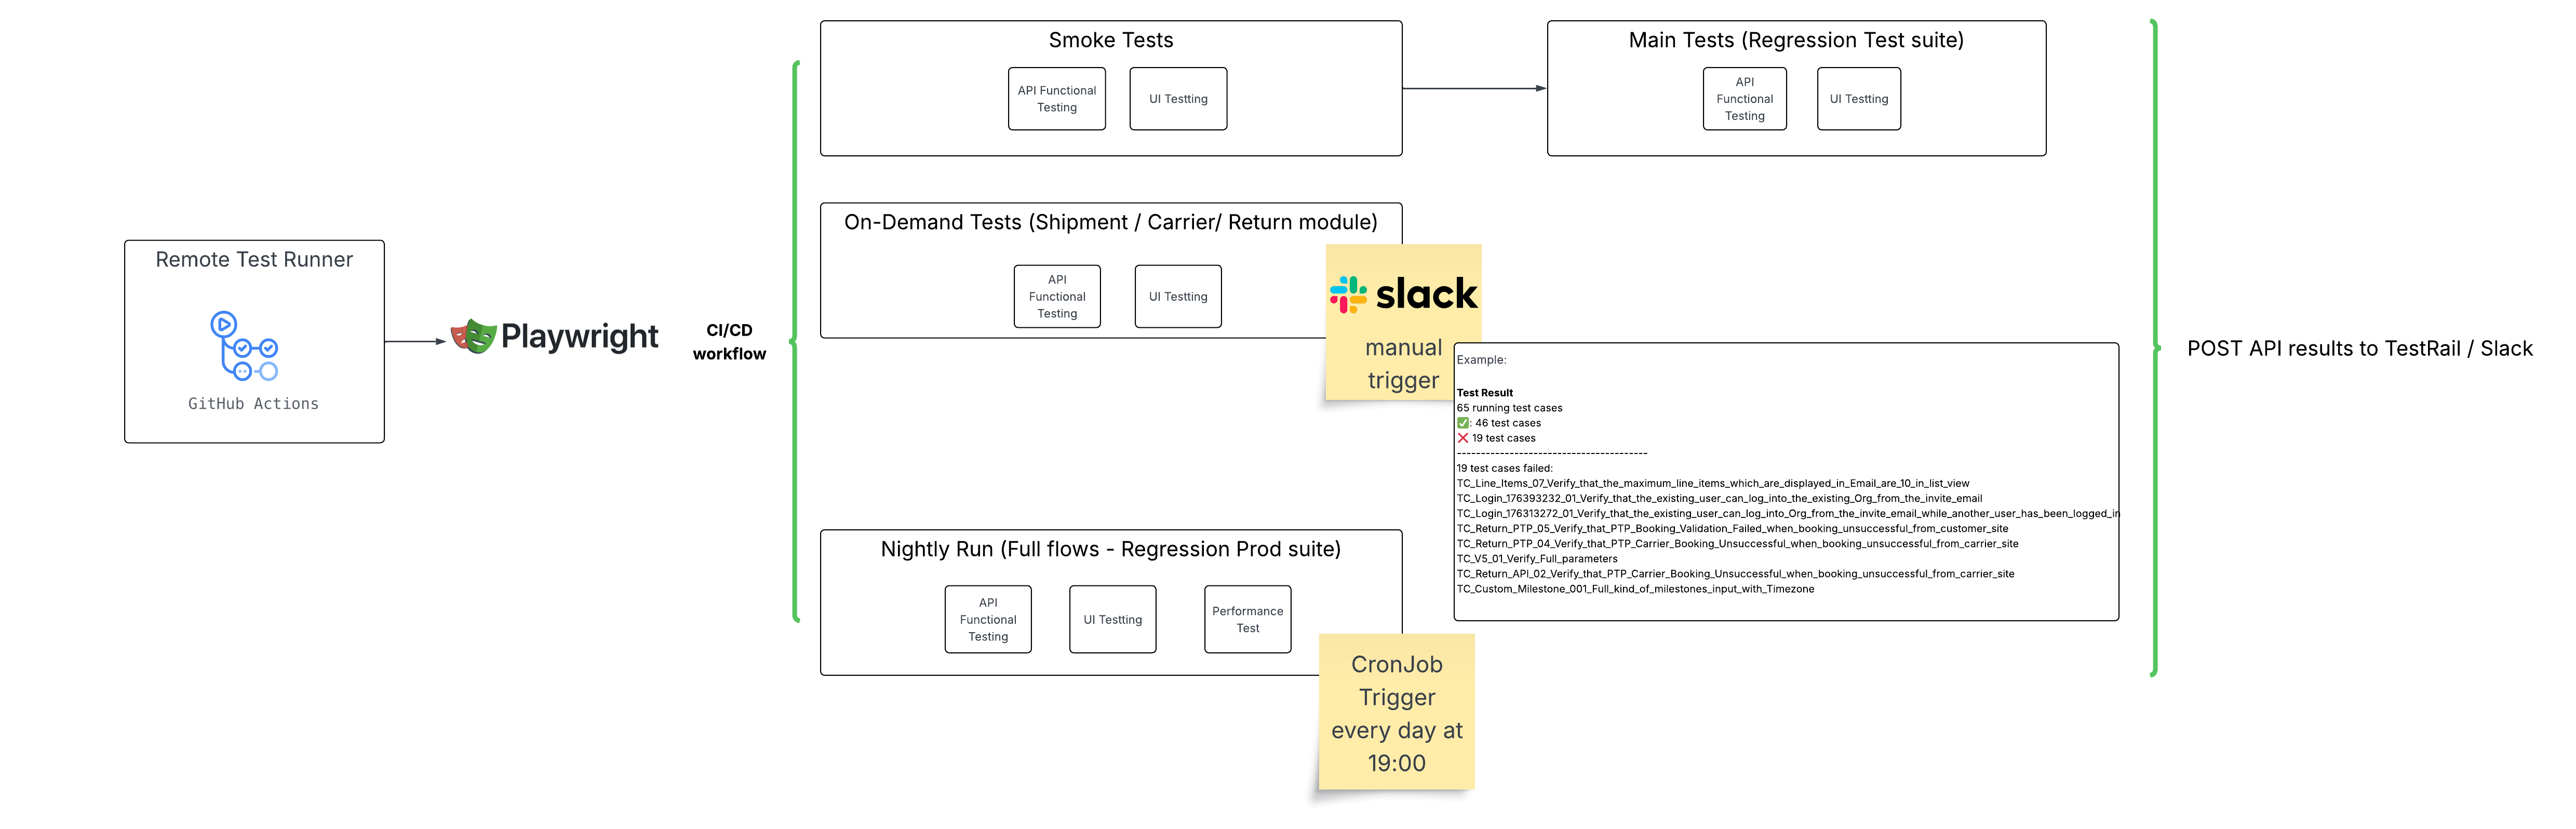 Smoke Tests
API Functional
Testing
UI Testting
Main Tests (Regression Test suite)
API
Functional
Testing
UI Testting
On-Demand Tests (Shipment / Carrier/ Return module)
API
Functional
Testing
UI Testting
slack
manual
trigger
Remote Test Runner
GitHub Actions
Playwright
CI/CD
workflow
Example:
Test Result
65 running test cases
✅: 46 test cases
❌ 19 test cases
----------------------------------------
19 test cases failed:
TC_Line_Items_07_Verify_that_the_maximum_line_items_which_are_displayed_in_Email_are_10_in_list_view
TC_Login_176393232_01_Verify_that_the_existing_user_can_log_into_the_existing_Org_from_the_invite_email
TC_Login_176313272_01_Verify_that_the_existing_user_can_log_into_Org_from_the_invite_email_while_another_user_has_been_logged_in
TC_Return_PTP_05_Verify_that_PTP_Booking_Validation_Failed_when_booking_unsuccessful_from_customer_site
TC_Return_PTP_04_Verify_that_PTP_Carrier_Booking_Unsuccessful_when_booking_unsuccessful_from_carrier_site
TC_V5_01_Verify_Full_parameters
TC_Return_API_02_Verify_that_PTP_Carrier_Booking_Unsuccessful_when_booking_unsuccessful_from_carrier_site
TC_Custom_Milestone_001_Full_kind_of_milestones_input_with_Timezone
POST API results to TestRail / Slack
Nightly Run (Full flows - Regression Prod suite)
API
Functional
Testing
UI Testting
Performance
Test
CronJob
Trigger
every day at
19:00